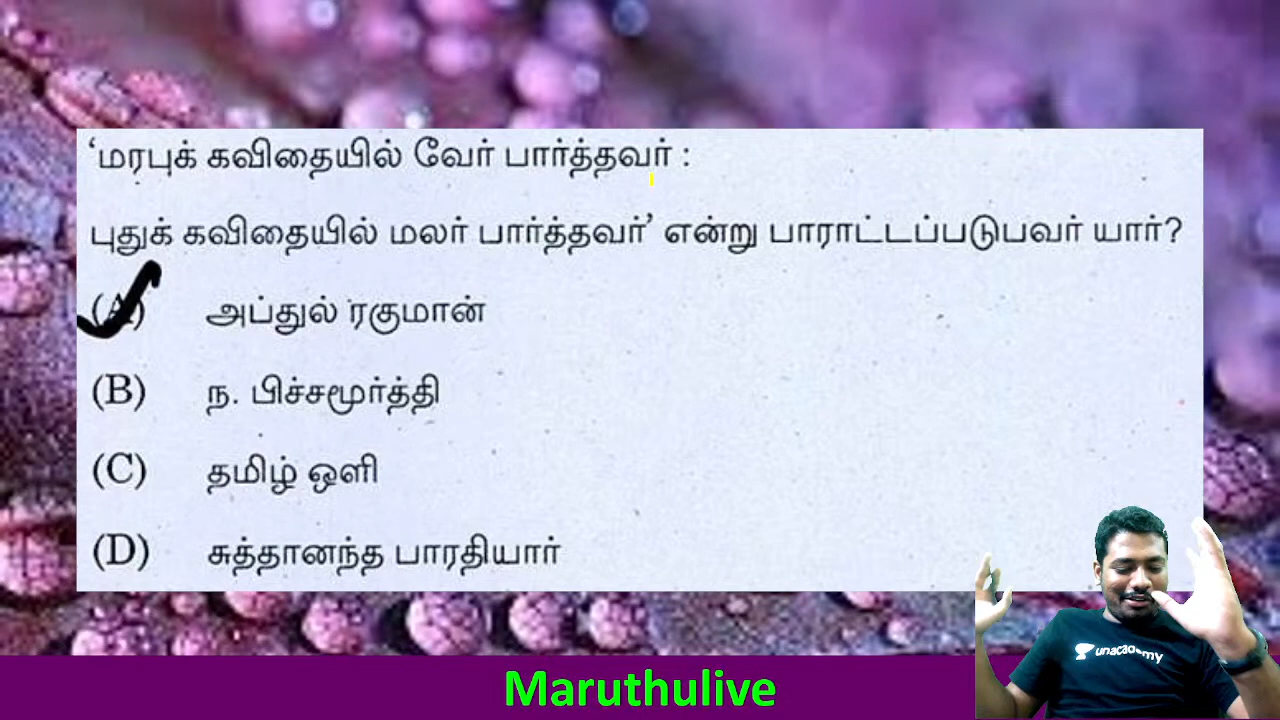 ‘மரபுக் கவிதையில் வேர் பார்த்தவர் :
புதுக் கவிதையில் மலர் பார்த்தவர்’ என்று பாராட்டப்படுபவர் யார்?
(A) அப்துல் ரகுமான்
(B) ந. பிச்சமூர்த்தி
(C) தமிழ் ஒளி
(D) சுத்தானந்த பாரதியார்
unacademy
Maruthulive